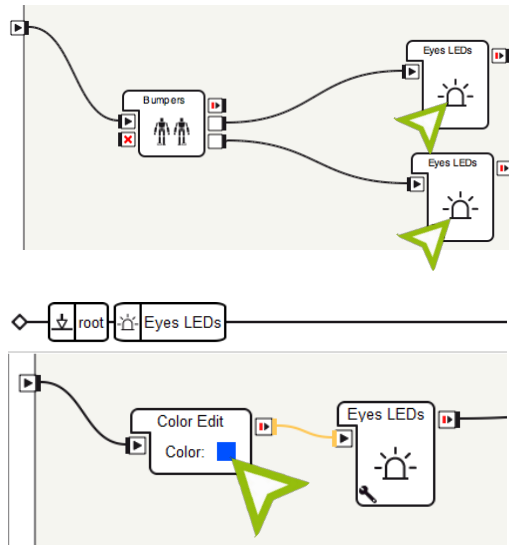 Eyes LEDs
Bumpers
Eyes LEDs
root
Eyes LEDs
Color Edit
Color:
Eyes LEDs